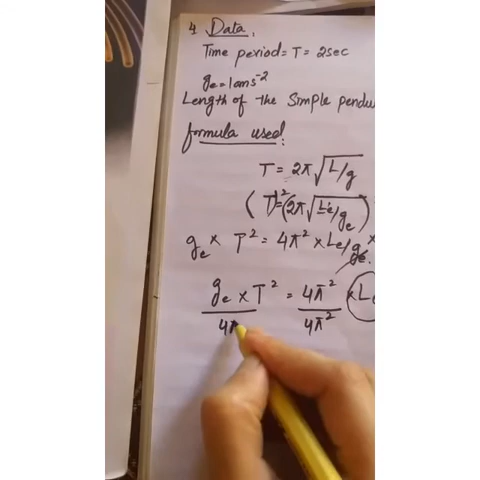 4 Data:
Time period = T = 2sec
ge = 10ms⁻²
Length of the Simple pendu
formula used:
T = 2π√L/g
(T)² = (2π√Le/ge)
ge × T² = 4π² × Le/ge ×
ge × T² / 4π = 4π² / 4π² × L